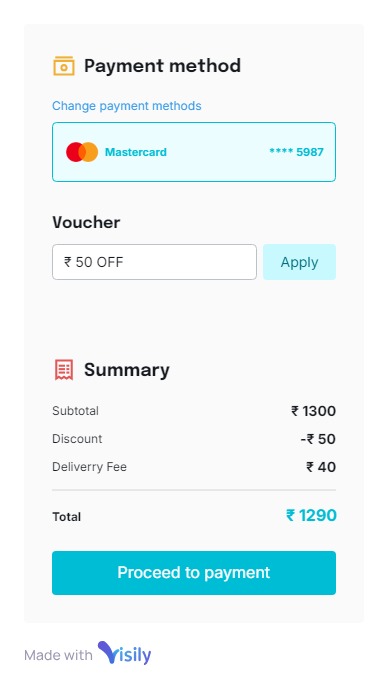 Payment method
Change payment methods
Mastercard **** 5987
Voucher
₹ 50 OFF Apply
Summary
Subtotal ₹ 1300
Discount -₹ 50
Deliverry Fee ₹ 40
Total ₹ 1290
Proceed to payment
Made with Visily